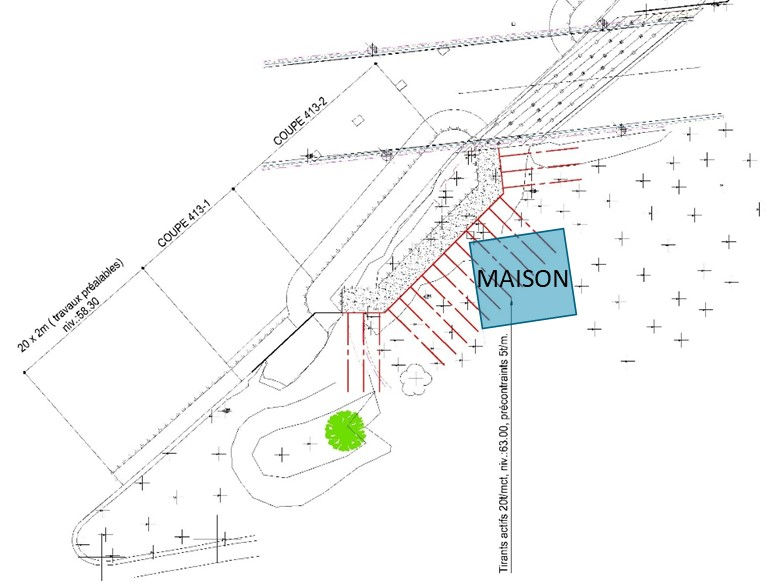 COUPE 413-2
COUPE 413-1
20 x 2m ( travaux préalables)
niv.:58.30
MAISON
Tirants actifs 20t/mct, niv.:63.00, précontraints 5t/m.